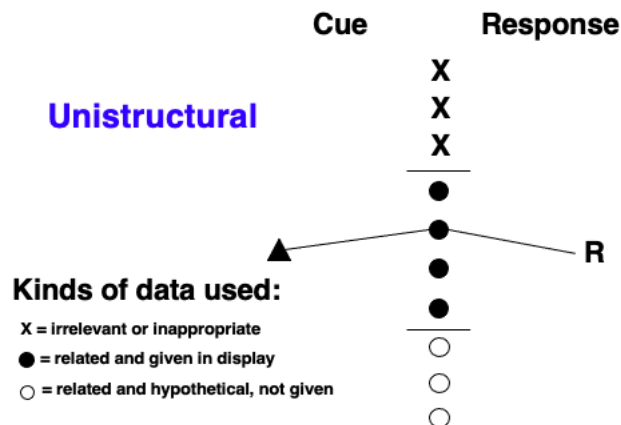 Cue Response
X
X
Unistructural
X
R
Kinds of data used:
X = irrelevant or inappropriate
= related and given in display
= related and hypothetical, not given